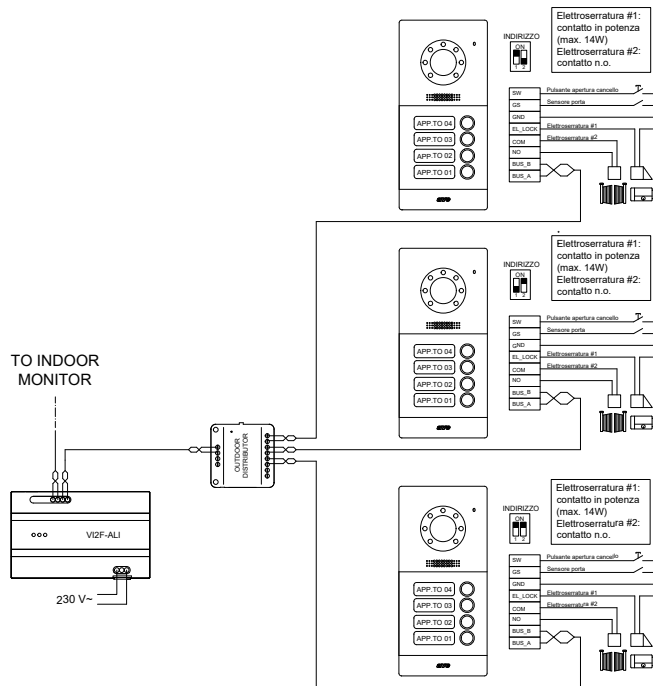 INDIRIZZO
ON
1 2
Elettroserratura #1:
contatto in potenza
(max. 14W)
Elettroserratura #2:
contatto n.o.
APP.TO 04
APP.TO 03
APP.TO 02
APP.TO 01
SW
Pulsante apertura cancello
GS
Sensore porta
GND
EL_LOCK
Elettroserratura #1
COM
Elettroserratura #2
NO
BUS_B
BUS_A
INDIRIZZO
ON
1 2
Elettroserratura #1:
contatto in potenza
(max. 14W)
Elettroserratura #2:
contatto n.o.
APP.TO 04
APP.TO 03
APP.TO 02
APP.TO 01
SW
Pulsante apertura cancello
GS
Sensore porta
GND
EL_LOCK
Elettroserratura #1
COM
Elettroserratura #2
NO
BUS_B
BUS_A
TO INDOOR
MONITOR
OUTDOOR
DISTRIBUTOR
VI2F-ALI
230 V~
INDIRIZZO
ON
1 2
Elettroserratura #1:
contatto in potenza
(max. 14W)
Elettroserratura #2:
contatto n.o.
APP.TO 04
APP.TO 03
APP.TO 02
APP.TO 01
SW
Pulsante apertura cancello
GS
Sensore porta
GND
EL_LOCK
Elettroserratura #1
COM
Elettroserratura #2
NO
BUS_B
BUS_A